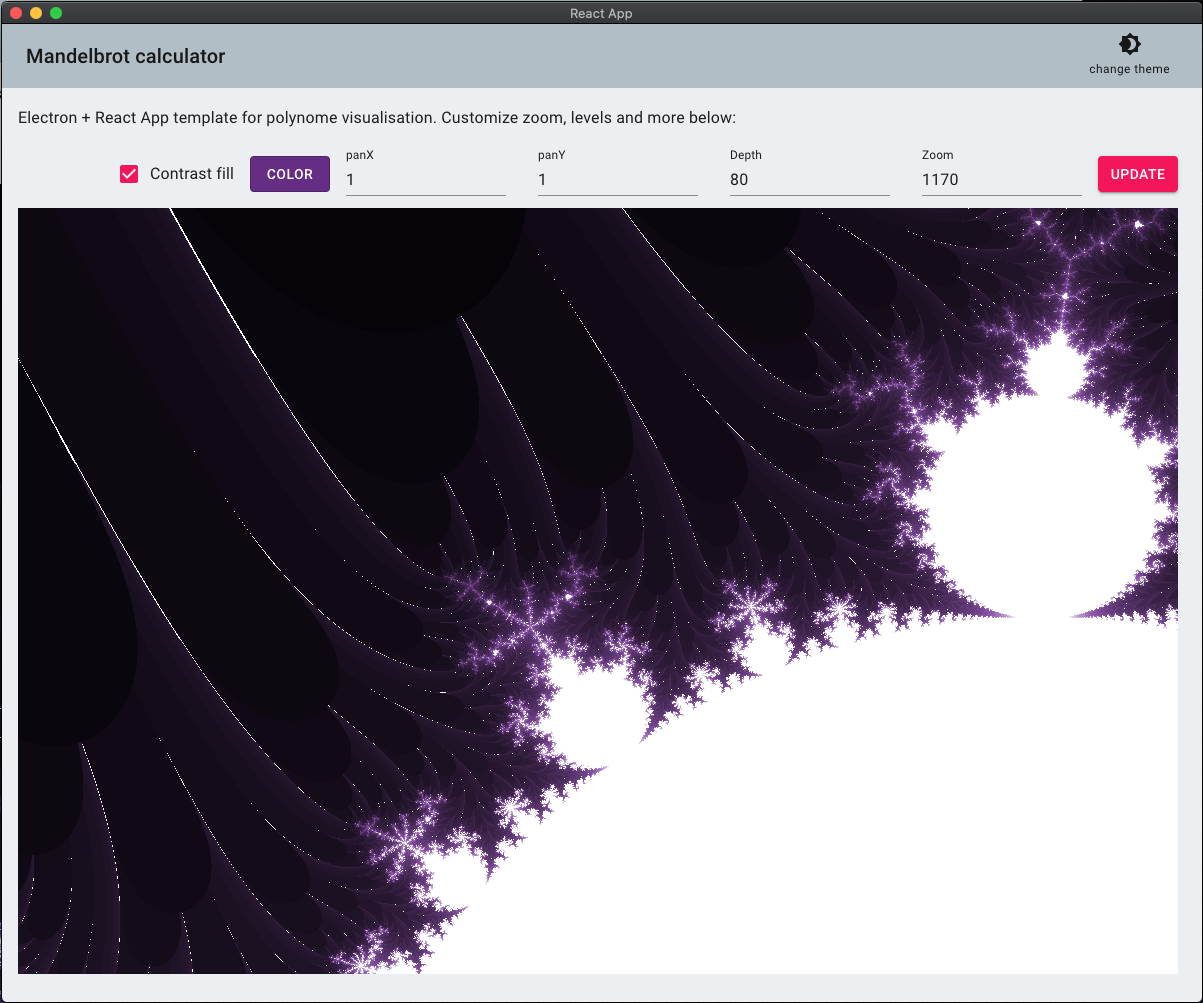 React App
Mandelbrot calculator
change theme
Electron + React App template for polynome visualisation. Customize zoom, levels and more below:
Contrast fill
COLOR
panX
1
panY
1
Depth
80
Zoom
1170
UPDATE